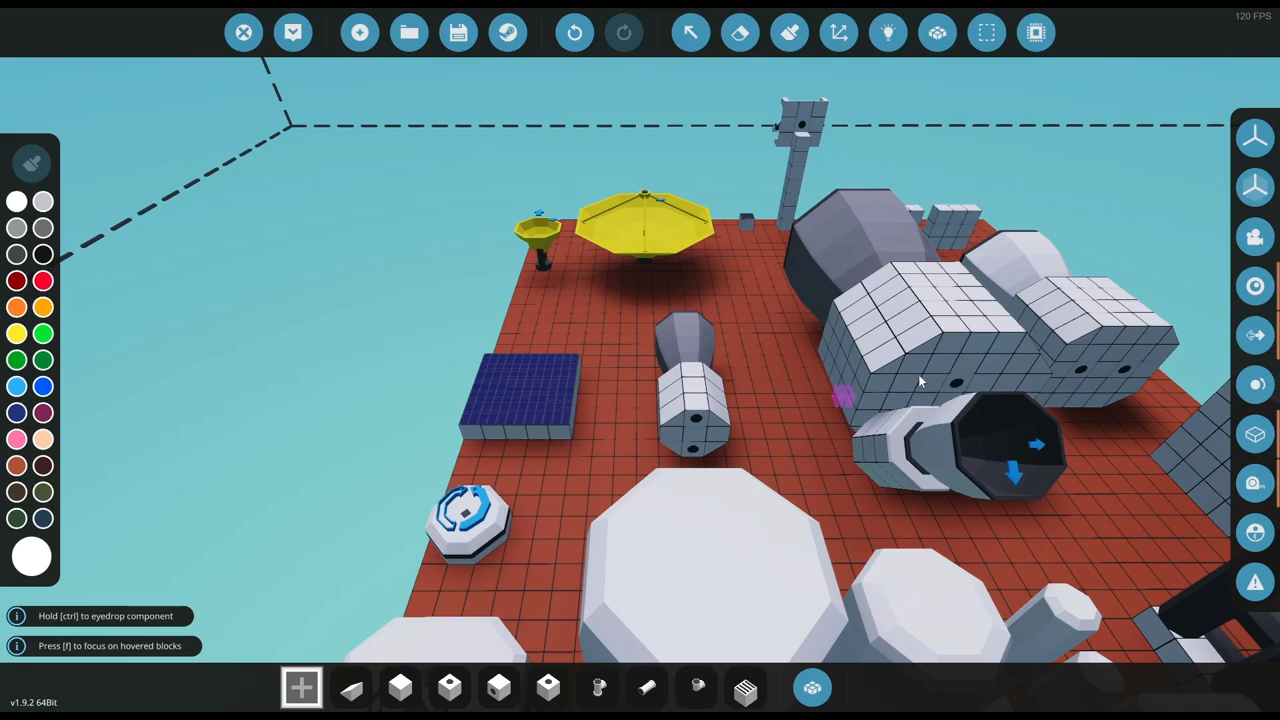 120 FPS
Hold [ctrl] to eyedrop component
Press [f] to focus on hovered blocks
v1.9.2 64Bit